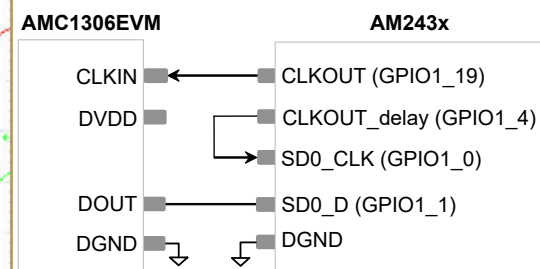 AMC1306EVM
AM243x
CLKIN
CLKOUT (GPIO1_19)
DVDD
CLKOUT_delay (GPIO1_4)
SD0_CLK (GPIO1_0)
DOUT
SD0_D (GPIO1_1)
DGND
DGND